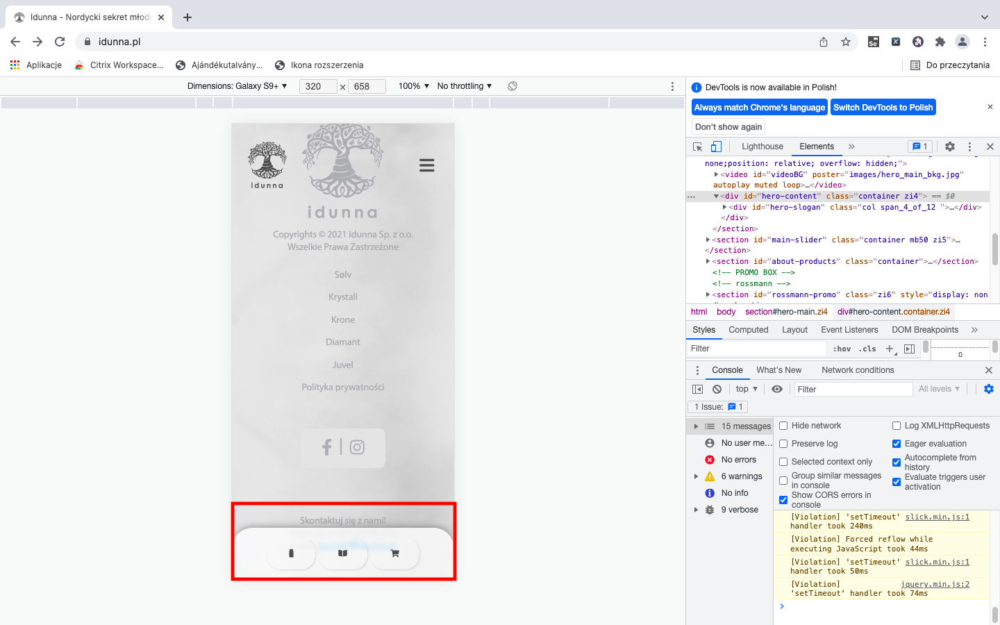 Idunna - Nordycki sekret młod
idunna.pl
Aplikacje
Citrix Workspace...
Ajándékutalvány...
Ikona rozszerzenia
Do przeczytania
Dimensions: Galaxy S9+ ▼ 320 × 658 100% ▼ No throttling ▼
DevTools is now available in Polish!
Always match Chrome's language
Switch DevTools to Polish
Don't show again
Lighthouse Elements » 1
none;position: relative; overflow: hidden;">
<video id="videoBG" poster="images/hero_main_bkg.jpg"
autoplay muted loop>…</video>
<div id="hero-content" class="container zi4"> == $0
<div id="hero-slogan" class="col span_4_of_12 ">…</div>
</div>
</section>
<section id="main-slider" class="container mb50 zi5">…
</section>
<section id="about-products" class="container">…</section>
<!-- PROMO BOX -->
<!-- rossmann -->
<section id="rossmann-promo" class="zi6" style="display: non
html body section#hero-main.zi4 div#hero-content.container.zi4
Styles Computed Layout Event Listeners DOM Breakpoints »
Filter :hov .cls
0
Console What's New Network conditions
top ▼ Filter All levels ▼
1 Issue: 1
15 messages
No user me...
No errors
6 warnings
No info
9 verbose
Hide network
Log XMLHttpRequests
Preserve log
Eager evaluation
Selected context only
Autocomplete from
history
Group similar messages
in console
Evaluate triggers user
activation
Show CORS errors in
console
[Violation] 'setTimeout' slick.min.js:1
handler took 240ms
[Violation] Forced reflow while
executing JavaScript took 44ms
[Violation] 'setTimeout' slick.min.js:1
handler took 50ms
[Violation] jquery.min.js:2
'setTimeout' handler took 74ms
idunna
idunna
Copyrights © 2021 Idunna Sp. z o.o.
Wszelkie Prawa Zastrzeżone
Sølv
Krystall
Krone
Diamant
Juvel
Polityka prywatności
Skontaktuj się z nami!